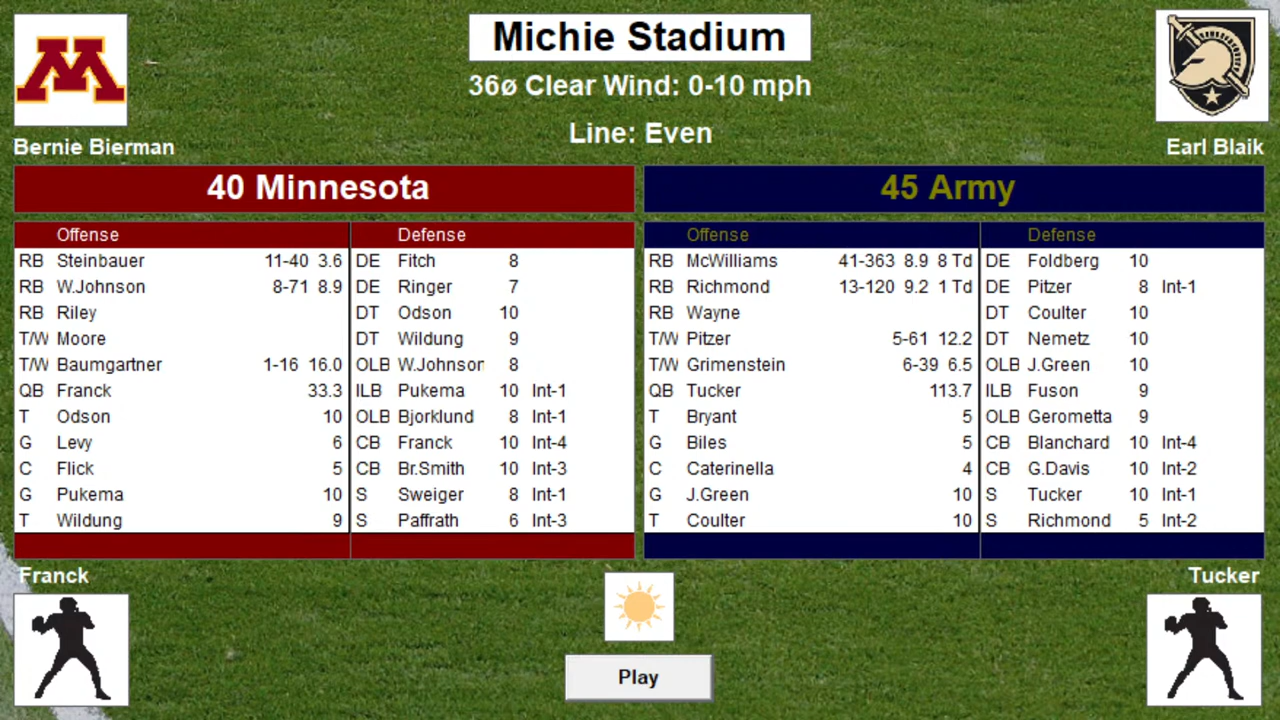 Michie Stadium
36ø Clear Wind: 0-10 mph
Line: Even
M
Bernie Bierman
Earl Blaik
40 Minnesota
45 Army
Offense Defense
RB Steinbauer 11-40 3.6 DE Fitch 8
RB W.Johnson 8-71 8.9 DE Ringer 7
RB Riley DT Odson 10
T/W Moore DT Wildung 9
T/W Baumgartner 1-16 16.0 OLB W.Johnson 8
QB Franck 33.3 ILB Pukema 10 Int-1
T Odson 10 OLB Bjorklund 8 Int-1
G Levy 6 CB Franck 10 Int-4
C Flick 5 CB Br.Smith 10 Int-3
G Pukema 10 S Sweiger 8 Int-1
T Wildung 9 S Paffrath 6 Int-3
Offense Defense
RB McWilliams 41-363 8.9 8 Td DE Foldberg 10
RB Richmond 13-120 9.2 1 Td DE Pitzer 8 Int-1
RB Wayne DT Coulter 10
T/W Pitzer 5-61 12.2 DT Nemetz 10
T/W Grimenstein 6-39 6.5 OLB J.Green 10
QB Tucker 113.7 ILB Fuson 9
T Bryant 5 OLB Gerometta 9
G Biles 5 CB Blanchard 10 Int-4
C Caterinella 4 CB G.Davis 10 Int-2
G J.Green 10 S Tucker 10 Int-1
T Coulter 10 S Richmond 5 Int-2
Franck
Tucker
Play